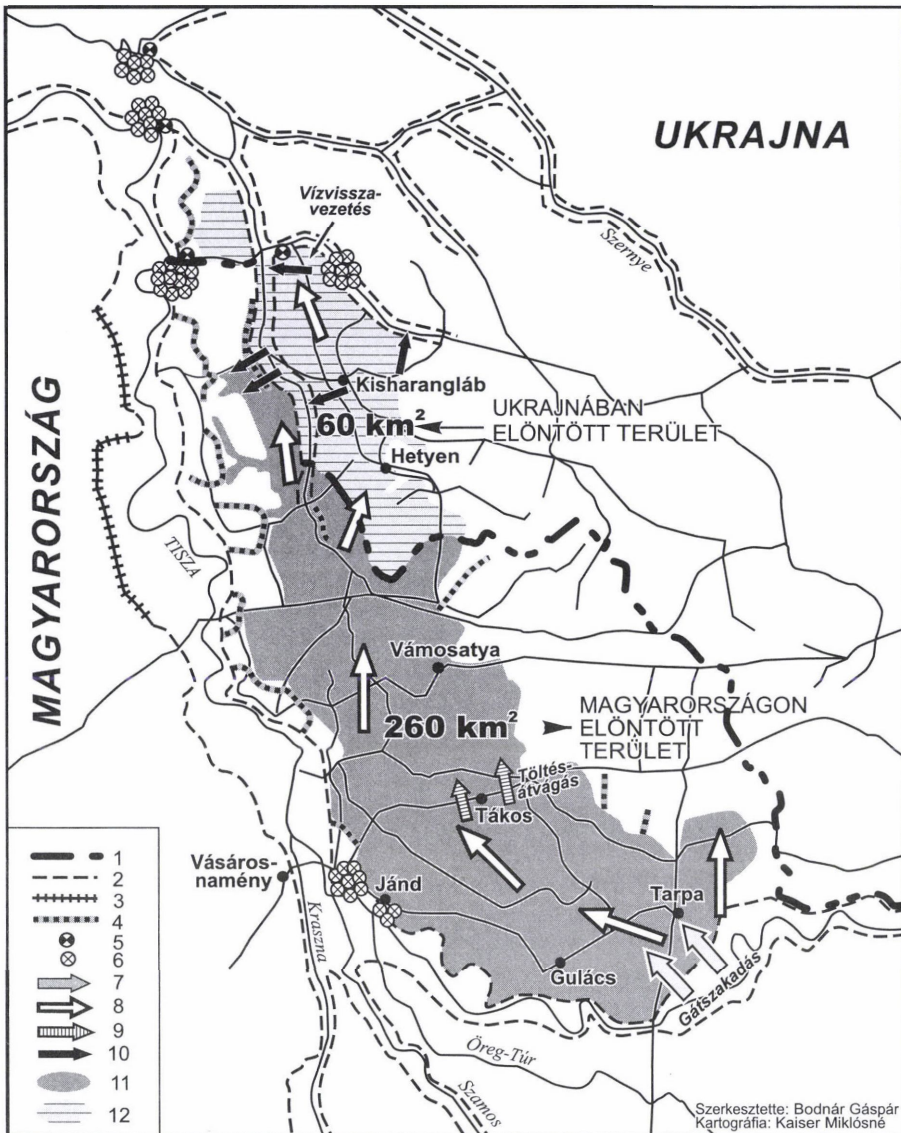 UKRAJNA
Vízvissza-
vezetés
Szernye
MAGYARORSZÁG
Kisharangláb
60 km²
UKRAJNÁBAN
ELÖNTÖTT TERÜLET
Hetyen
TISZA
Vámosatya
260 km²
MAGYARORSZÁGON
ELÖNTÖTT
TERÜLET
Töltés-
átvágás
Tákos
Vásáros-
namény
Jánd
Tarpa
Kraszna
Gulács
Gátszakadás
Öreg-Túr
Szamos
1
2
3
4
5
6
7
8
9
10
11
12
Szerkesztette: Bodnár Gáspár
Kartográfia: Kaiser Miklósné